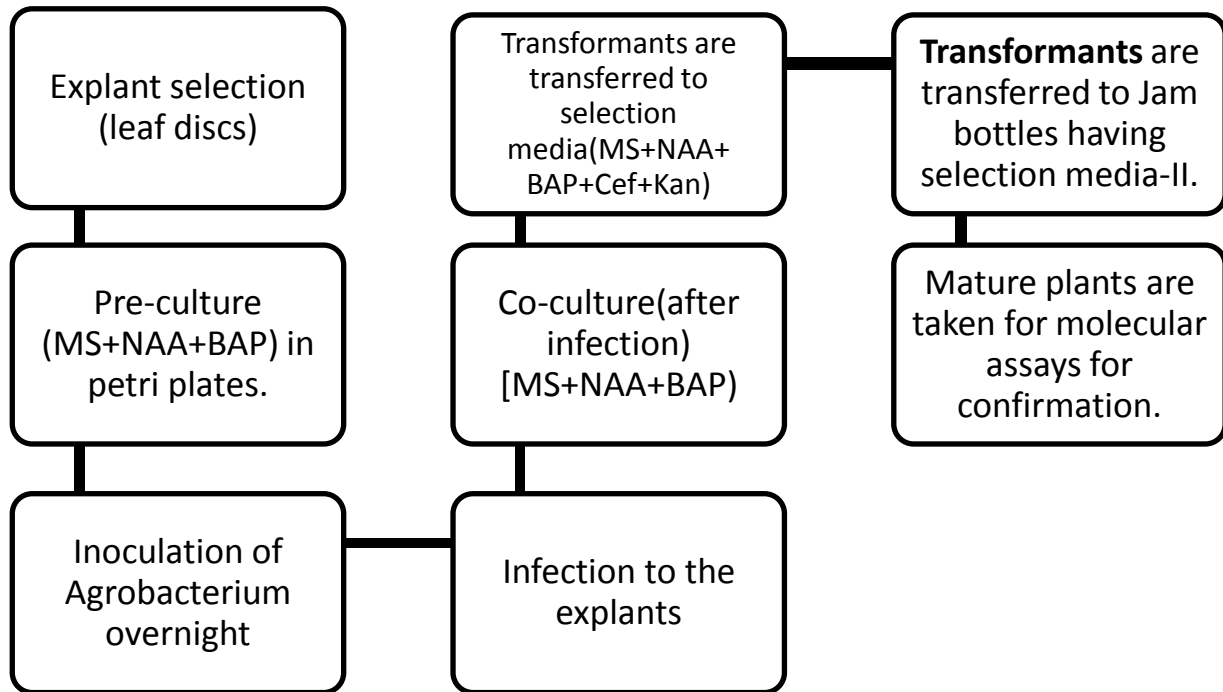 Explant selection
(leaf discs)
Pre-culture
(MS+NAA+BAP) in
petri plates.
Inoculation of
Agrobacterium
overnight
Infection to the
explants
Co-culture(after
infection)
[MS+NAA+BAP)
Transformants are
transferred to
selection
media(MS+NAA+
BAP+Cef+Kan)
Transformants are
transferred to Jam
bottles having
selection media-II.
Mature plants are
taken for molecular
assays for
confirmation.